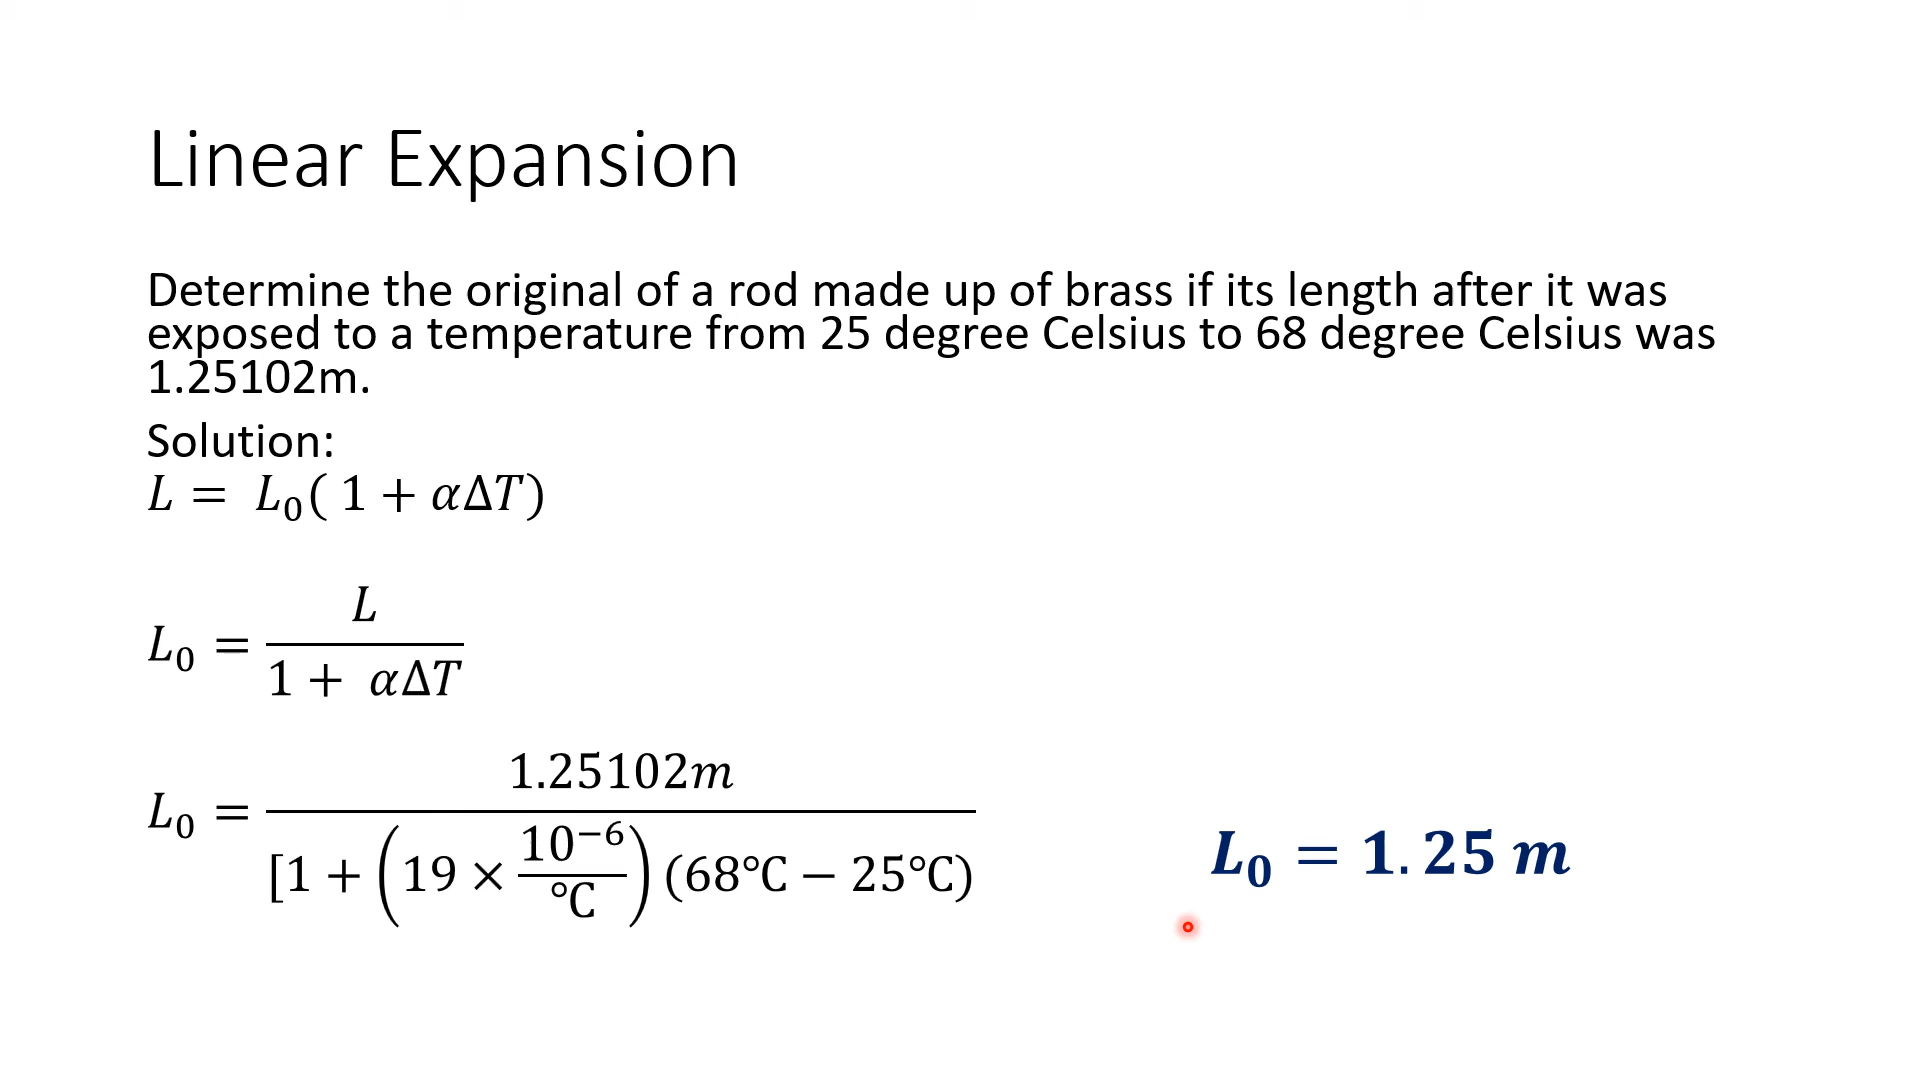 Linear Expansion
Determine the original of a rod made up of brass if its length after it was
exposed to a temperature from 25 degree Celsius to 68 degree Celsius was
1.25102m.
Solution:
L = L₀( 1 + αΔT)
L₀ = L / (1 + αΔT)
L₀ = 1.25102m / [1 + (19 × 10⁻⁶/℃) (68℃ − 25℃)
L₀ = 1.25 m